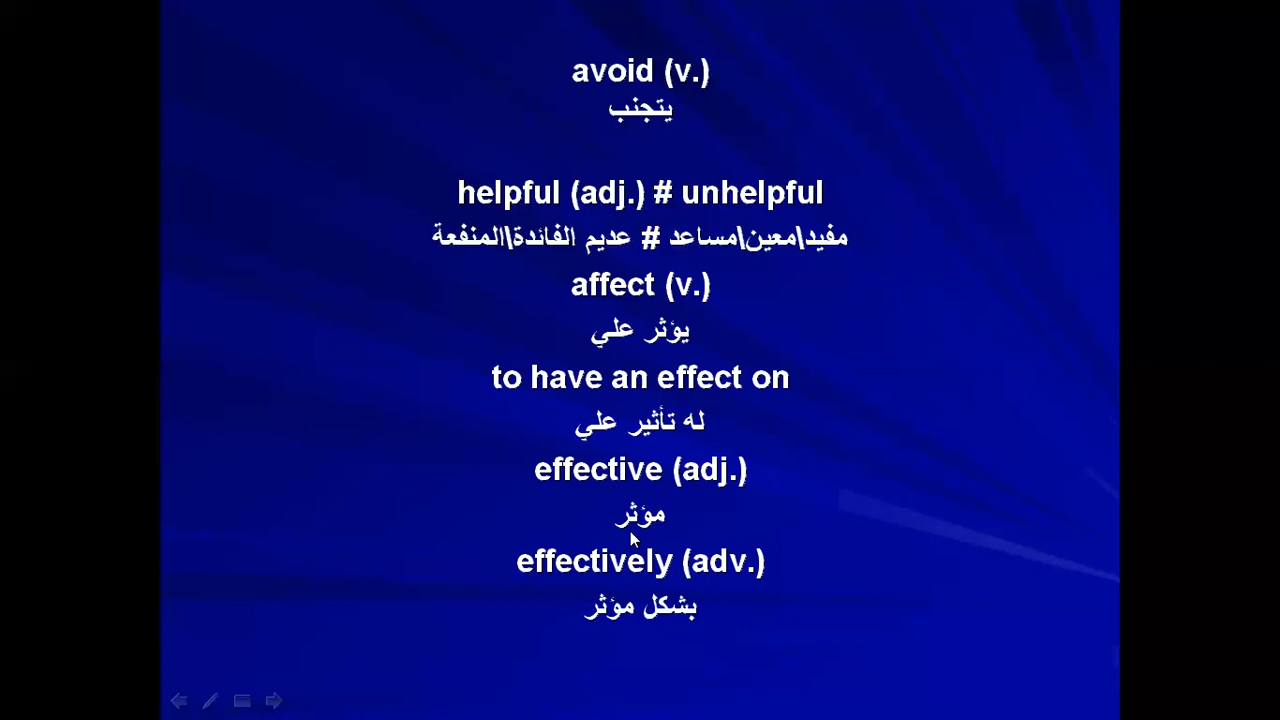 avoid (v.)
يتجنب
helpful (adj.) # unhelpful
مفيد\معين\مساعد # عديم الفائدة\المنفعة
affect (v.)
يؤثر علي
to have an effect on
له تأثير علي
effective (adj.)
مؤثر
effectively (adv.)
بشكل مؤثر